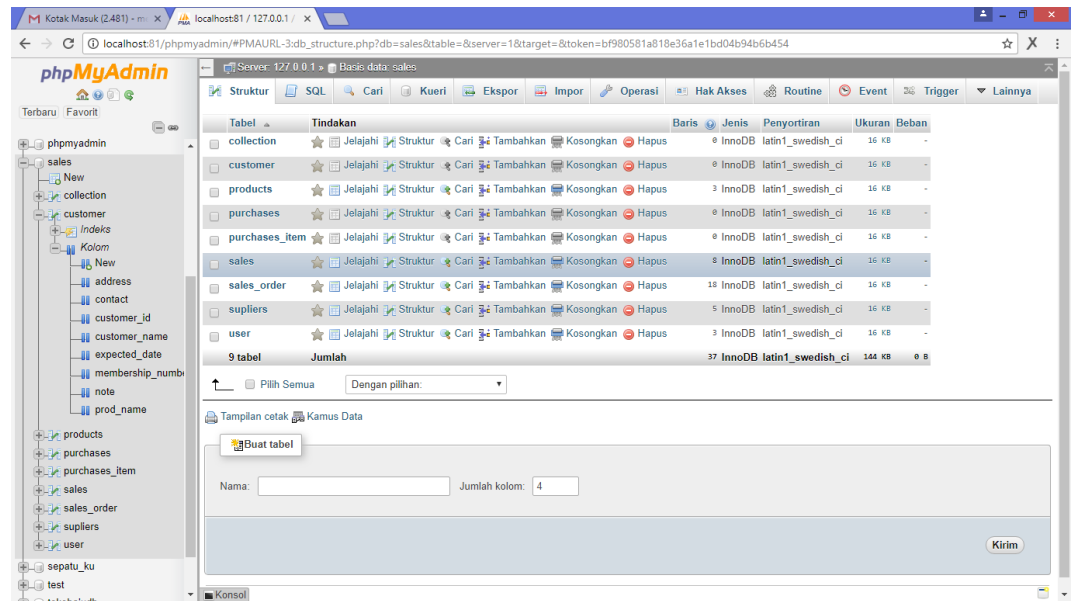 Kotak Masuk (2.481) - m
localhost:81 / 127.0.0.1 /
localhost:81/phpmyadmin/#PMAURL-3:db_structure.php?db=sales&table=&server=1&target=&token=bf980581a818e36a1e1bd04b94b6b454
phpMyAdmin
Terbaru Favorit
phpmyadmin
sales
New
collection
customer
Indeks
Kolom
New
address
contact
customer_id
customer_name
expected_date
membership_numbe
note
prod_name
products
purchases
purchases_item
sales
sales_order
supliers
user
sepatu_ku
test
Server: 127.0.0.1 » Basis data: sales
Struktur SQL Cari Kueri Ekspor Impor Operasi Hak Akses Routine Event Trigger Lainnya
Tabel Tindakan Baris Jenis Penyortiran Ukuran Beban
collection Jelajahi Struktur Cari Tambahkan Kosongkan Hapus 0 InnoDB latin1_swedish_ci 16 KB -
customer Jelajahi Struktur Cari Tambahkan Kosongkan Hapus 0 InnoDB latin1_swedish_ci 16 KB -
products Jelajahi Struktur Cari Tambahkan Kosongkan Hapus 3 InnoDB latin1_swedish_ci 16 KB -
purchases Jelajahi Struktur Cari Tambahkan Kosongkan Hapus 0 InnoDB latin1_swedish_ci 16 KB -
purchases_item Jelajahi Struktur Cari Tambahkan Kosongkan Hapus 0 InnoDB latin1_swedish_ci 16 KB -
sales Jelajahi Struktur Cari Tambahkan Kosongkan Hapus 8 InnoDB latin1_swedish_ci 16 KB -
sales_order Jelajahi Struktur Cari Tambahkan Kosongkan Hapus 18 InnoDB latin1_swedish_ci 16 KB -
supliers Jelajahi Struktur Cari Tambahkan Kosongkan Hapus 5 InnoDB latin1_swedish_ci 16 KB -
user Jelajahi Struktur Cari Tambahkan Kosongkan Hapus 3 InnoDB latin1_swedish_ci 16 KB -
9 tabel Jumlah 37 InnoDB latin1_swedish_ci 144 KB 0 B
Pilih Semua Dengan pilihan:
Tampilan cetak Kamus Data
Buat tabel
Nama: Jumlah kolom: 4
Kirim
Konsol